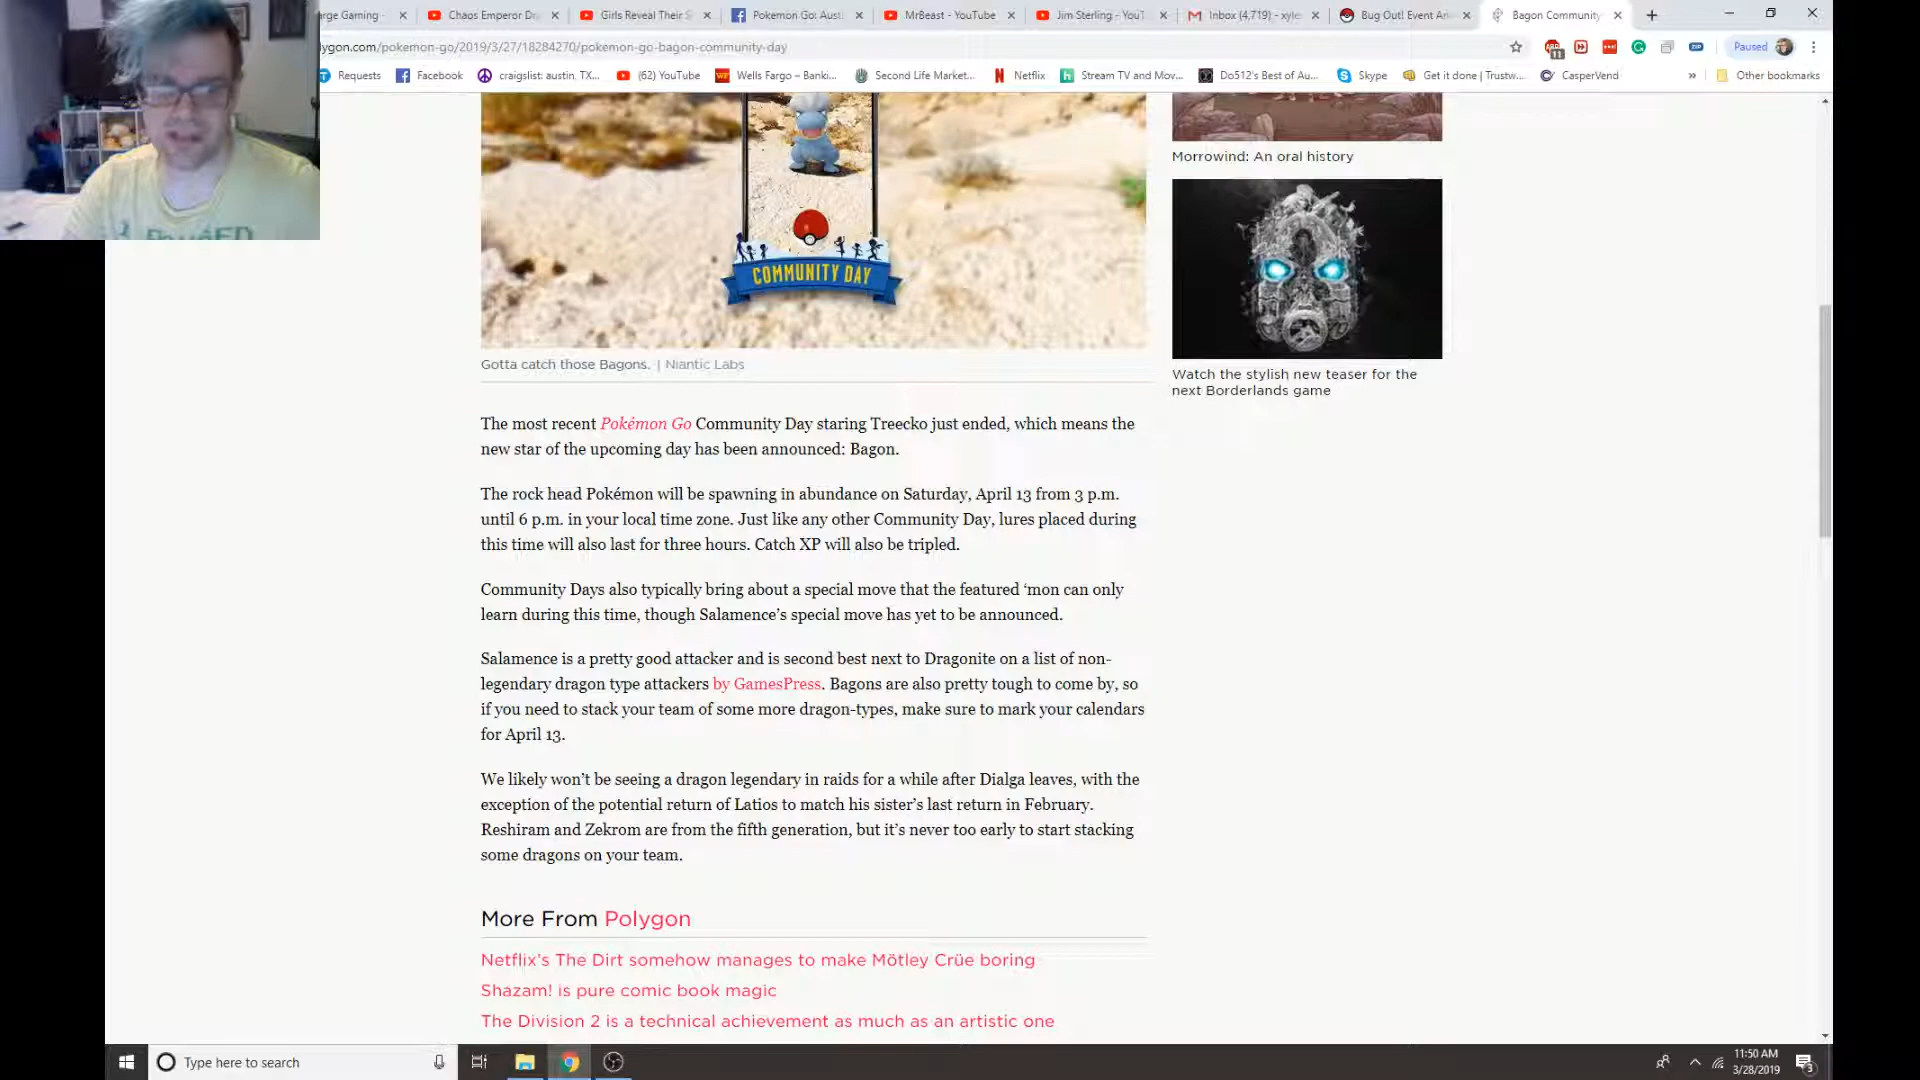 arge Gaming -
Chaos Emperor Dr
Girls Reveal Their S
Pokemon Go: Aust
MrBeast - YouTube
Jim Sterling - YouT
Inbox (4,719) - xyle
Bug Out! Event Ar
Bagon Community
lygon.com/pokemon-go/2019/3/27/18284270/pokemon-go-bagon-community-day
11
Paused
Requests
Facebook
craigslist: austin, TX...
(62) YouTube
Wells Fargo – Banki...
Second Life Market...
Netflix
Stream TV and Mov...
Do512's Best of Au...
Skype
Get it done | Trustw...
CasperVend
»
Other bookmarks
COMMUNITY DAY
Gotta catch those Bagons. | Niantic Labs
Morrowind: An oral history
Watch the stylish new teaser for the
next Borderlands game
The most recent Pokémon Go Community Day staring Treecko just ended, which means the
new star of the upcoming day has been announced: Bagon.
The rock head Pokémon will be spawning in abundance on Saturday, April 13 from 3 p.m.
until 6 p.m. in your local time zone. Just like any other Community Day, lures placed during
this time will also last for three hours. Catch XP will also be tripled.
Community Days also typically bring about a special move that the featured ‘mon can only
learn during this time, though Salamence’s special move has yet to be announced.
Salamence is a pretty good attacker and is second best next to Dragonite on a list of non-
legendary dragon type attackers by GamesPress. Bagons are also pretty tough to come by, so
if you need to stack your team of some more dragon-types, make sure to mark your calendars
for April 13.
We likely won’t be seeing a dragon legendary in raids for a while after Dialga leaves, with the
exception of the potential return of Latios to match his sister’s last return in February.
Reshiram and Zekrom are from the fifth generation, but it’s never too early to start stacking
some dragons on your team.
More From Polygon
Netflix’s The Dirt somehow manages to make Mötley Crüe boring
Shazam! is pure comic book magic
The Division 2 is a technical achievement as much as an artistic one
Type here to search
11:50 AM
3/28/2019
3